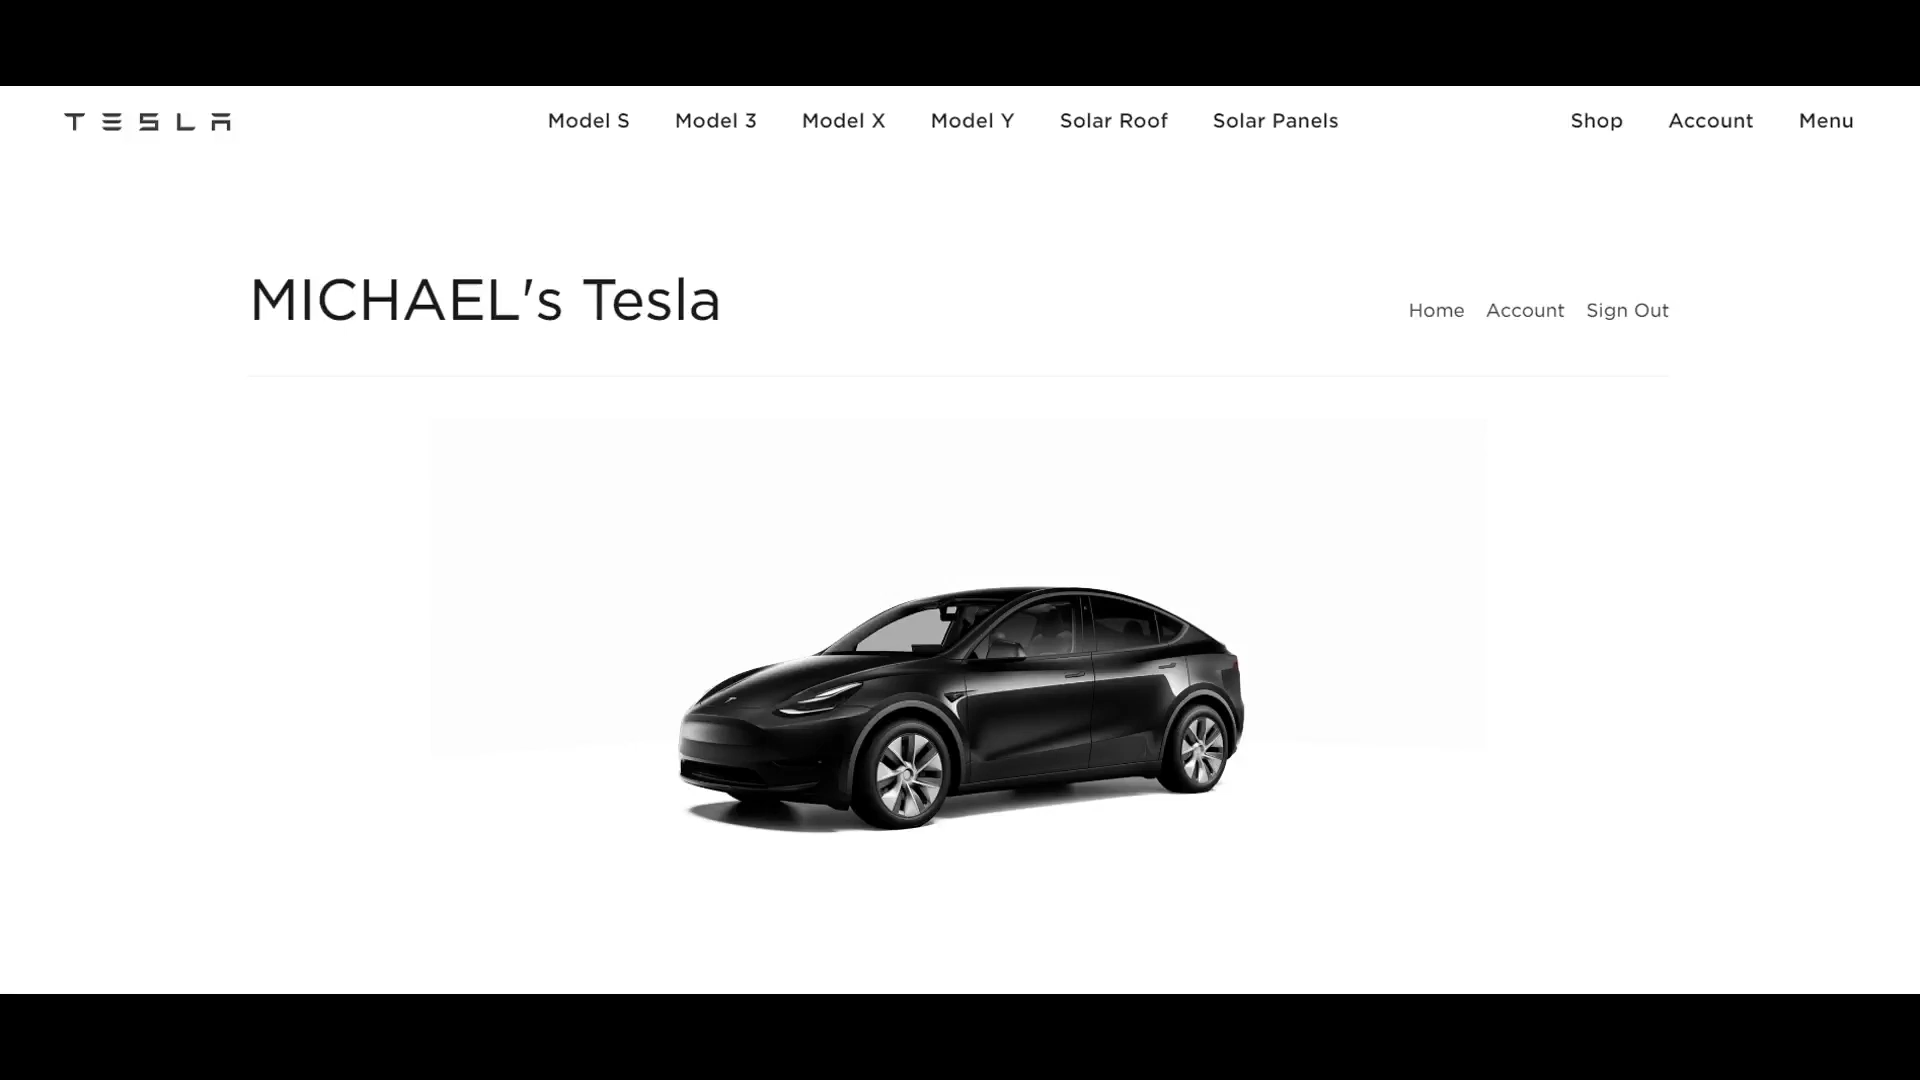 TESLA Model S Model 3 Model X Model Y Solar Roof Solar Panels Shop Account Menu
MICHAEL's Tesla
Home Account Sign Out